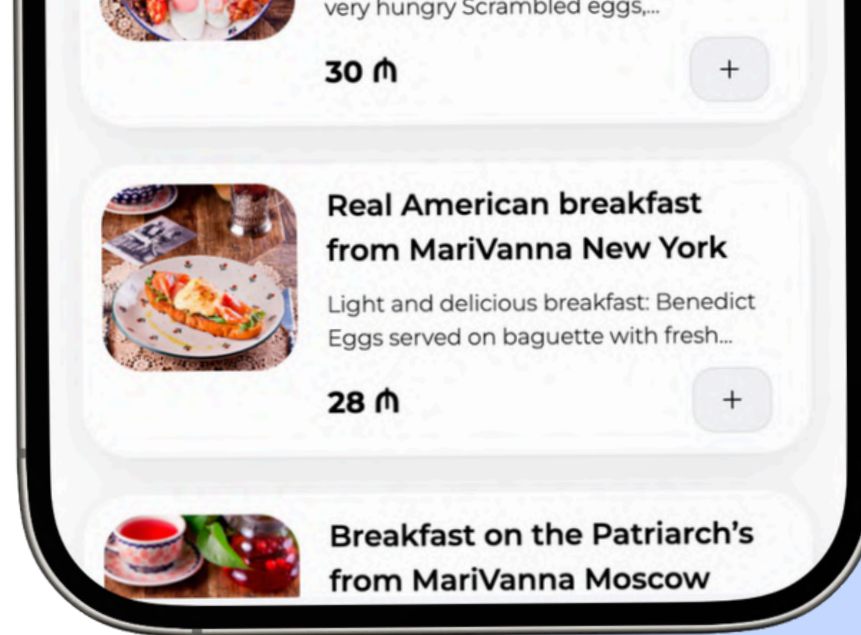 very hungry Scrambled eggs,...
30 ₼
+
Real American breakfast
from MariVanna New York
Light and delicious breakfast: Benedict
Eggs served on baguette with fresh...
28 ₼
+
Breakfast on the Patriarch's
from MariVanna Moscow